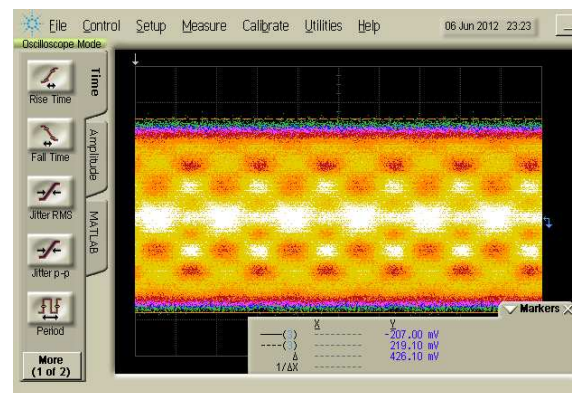 File Control Setup Measure Calibrate Utilities Help 06 Jun 2012 23:23
Oscilloscope Mode
Rise Time
Fall Time
Jitter RMS
Jitter p-p
Period
More
(1 of 2)
Time
Amplitude
MATLAB
Markers X
X Y
(3) --------- -207.00 mV
----(3) --------- 219.10 mV
Δ --------- 426.10 mV
1/ΔX ---------